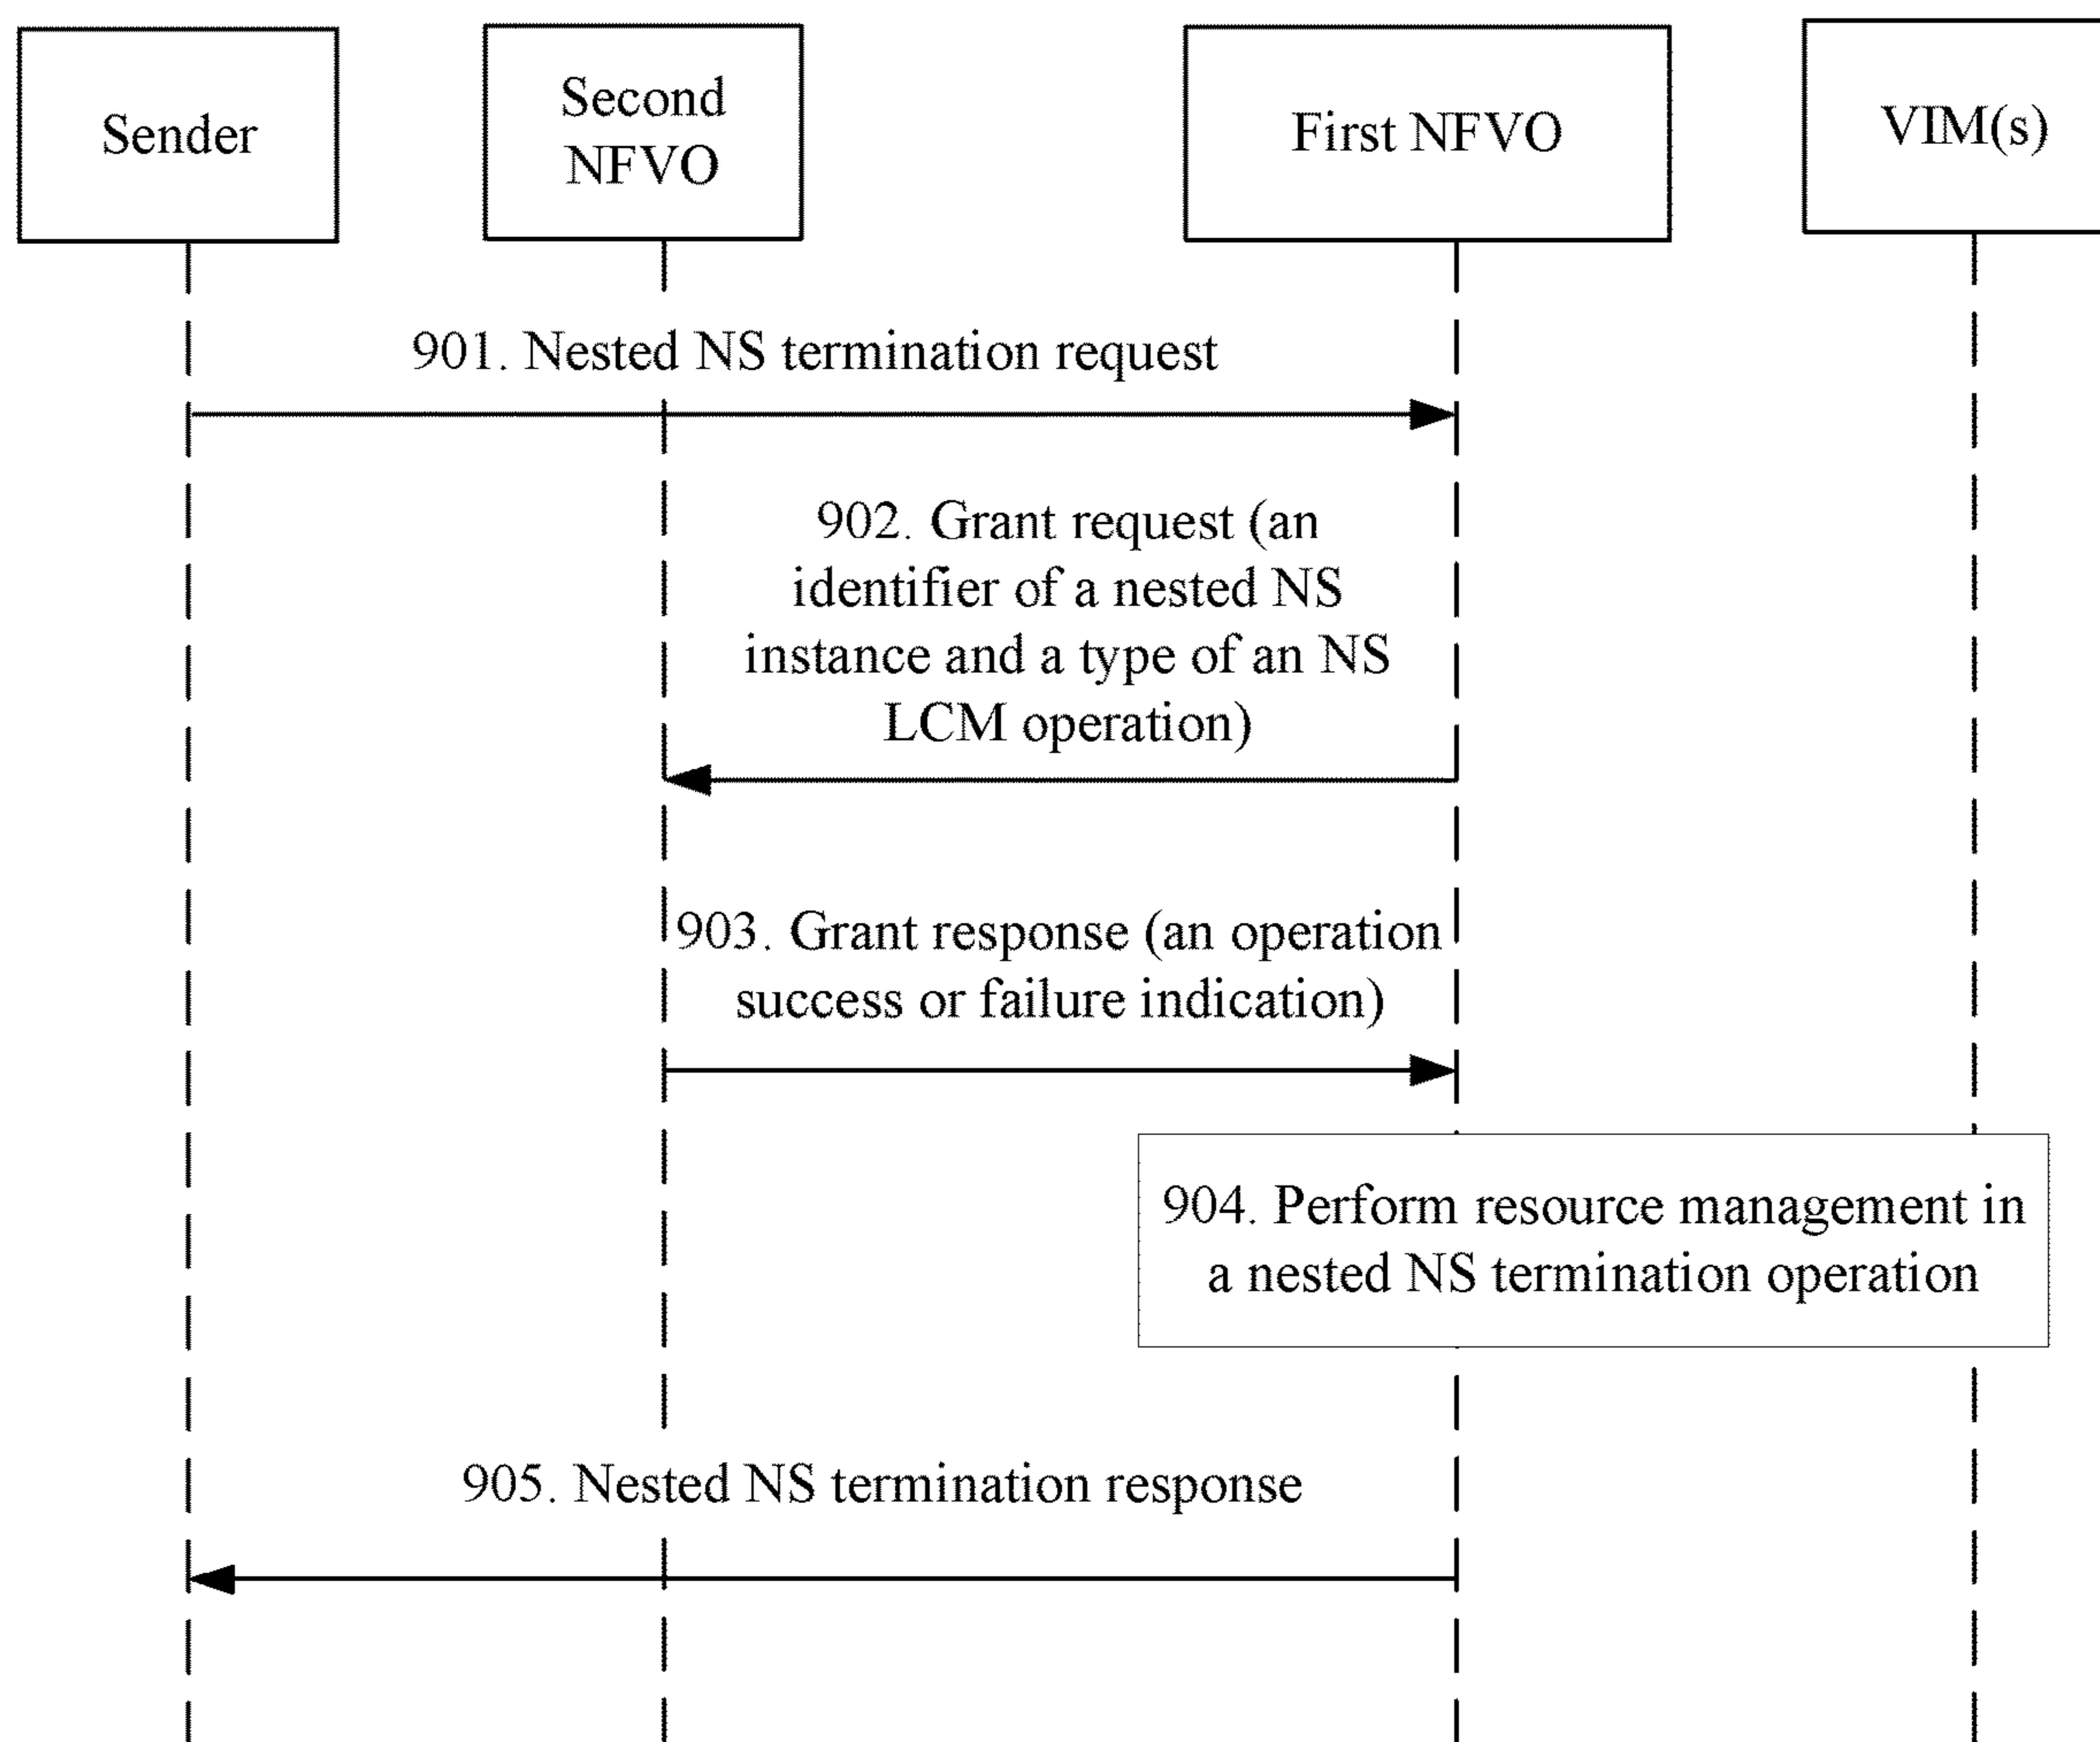 Sender
Second
NFVO
First NFVO
VIM(s)
901. Nested NS termination request
902. Grant request (an
identifier of a nested NS
instance and a type of an NS
LCM operation)
903. Grant response (an operation
success or failure indication)
904. Perform resource management in
a nested NS termination operation
905. Nested NS termination response